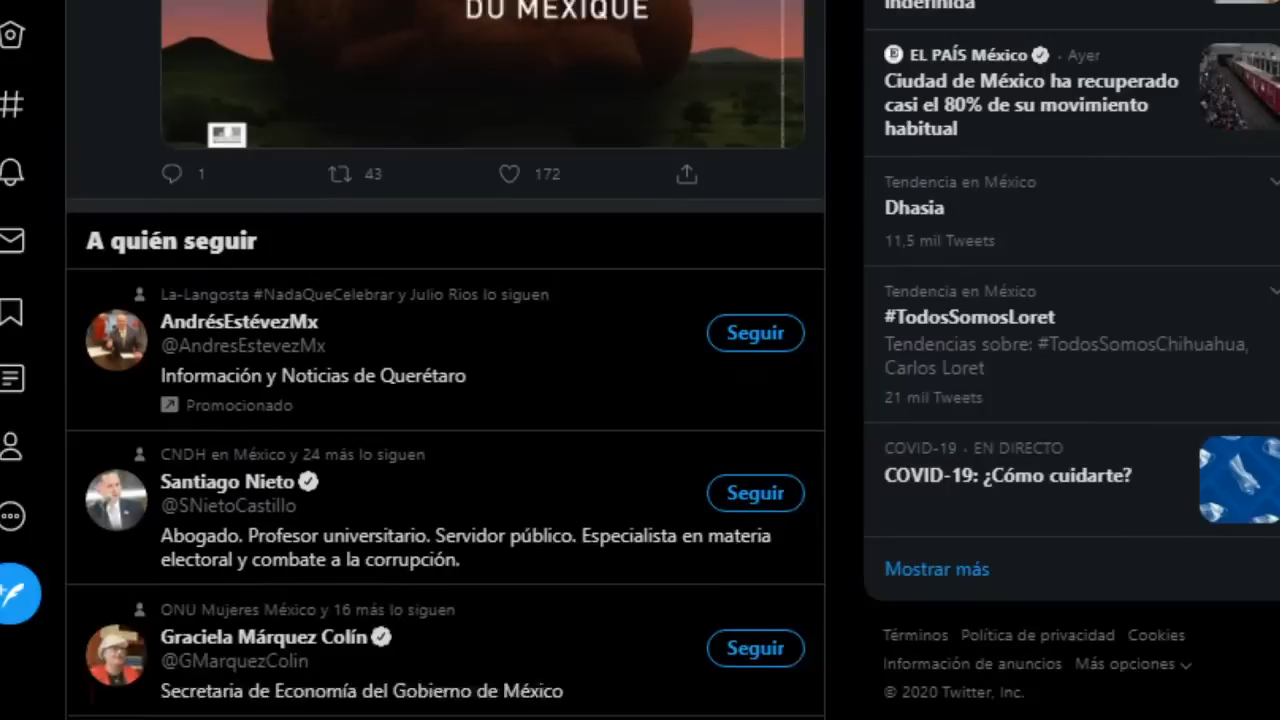 DU MEXIQUE
1
43
172
A quién seguir
La-Langosta #NadaQueCelebrar y Julio Rios lo siguen
AndrésEstévezMx
@AndresEstevezMx
Seguir
Información y Noticias de Querétaro
Promocionado
CNDH en México y 24 más lo siguen
Santiago Nieto
@SNietoCastillo
Seguir
Abogado. Profesor universitario. Servidor público. Especialista en materia
electoral y combate a la corrupción.
ONU Mujeres México y 16 más lo siguen
Graciela Márquez Colín
@GMarquezColin
Seguir
Secretaria de Economía del Gobierno de México
indefinida
EL PAÍS México · Ayer
Ciudad de México ha recuperado
casi el 80% de su movimiento
habitual
Tendencia en México
Dhasia
11,5 mil Tweets
Tendencia en México
#TodosSomosLoret
Tendencias sobre: #TodosSomosChihuahua,
Carlos Loret
21 mil Tweets
COVID-19 · EN DIRECTO
COVID-19: ¿Cómo cuidarte?
Mostrar más
Términos Política de privacidad Cookies
Información de anuncios Más opciones
© 2020 Twitter, Inc.